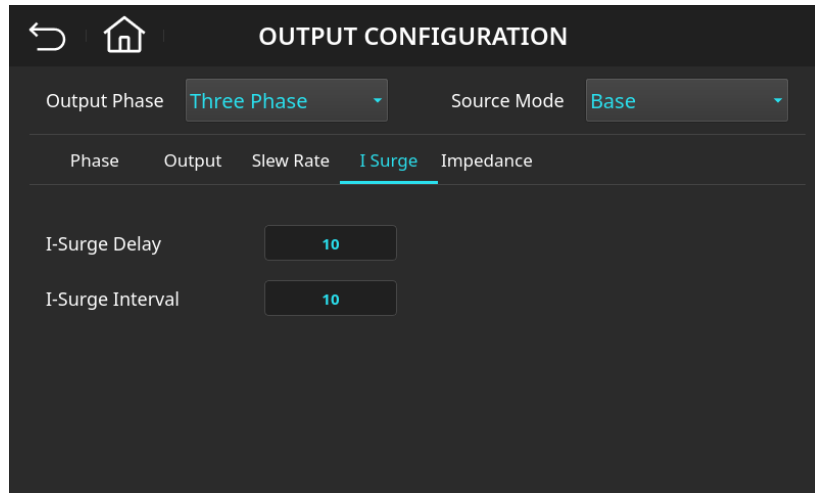 OUTPUT CONFIGURATION
Output Phase Three Phase Source Mode Base
Phase Output Slew Rate I Surge Impedance
I-Surge Delay 10
I-Surge Interval 10